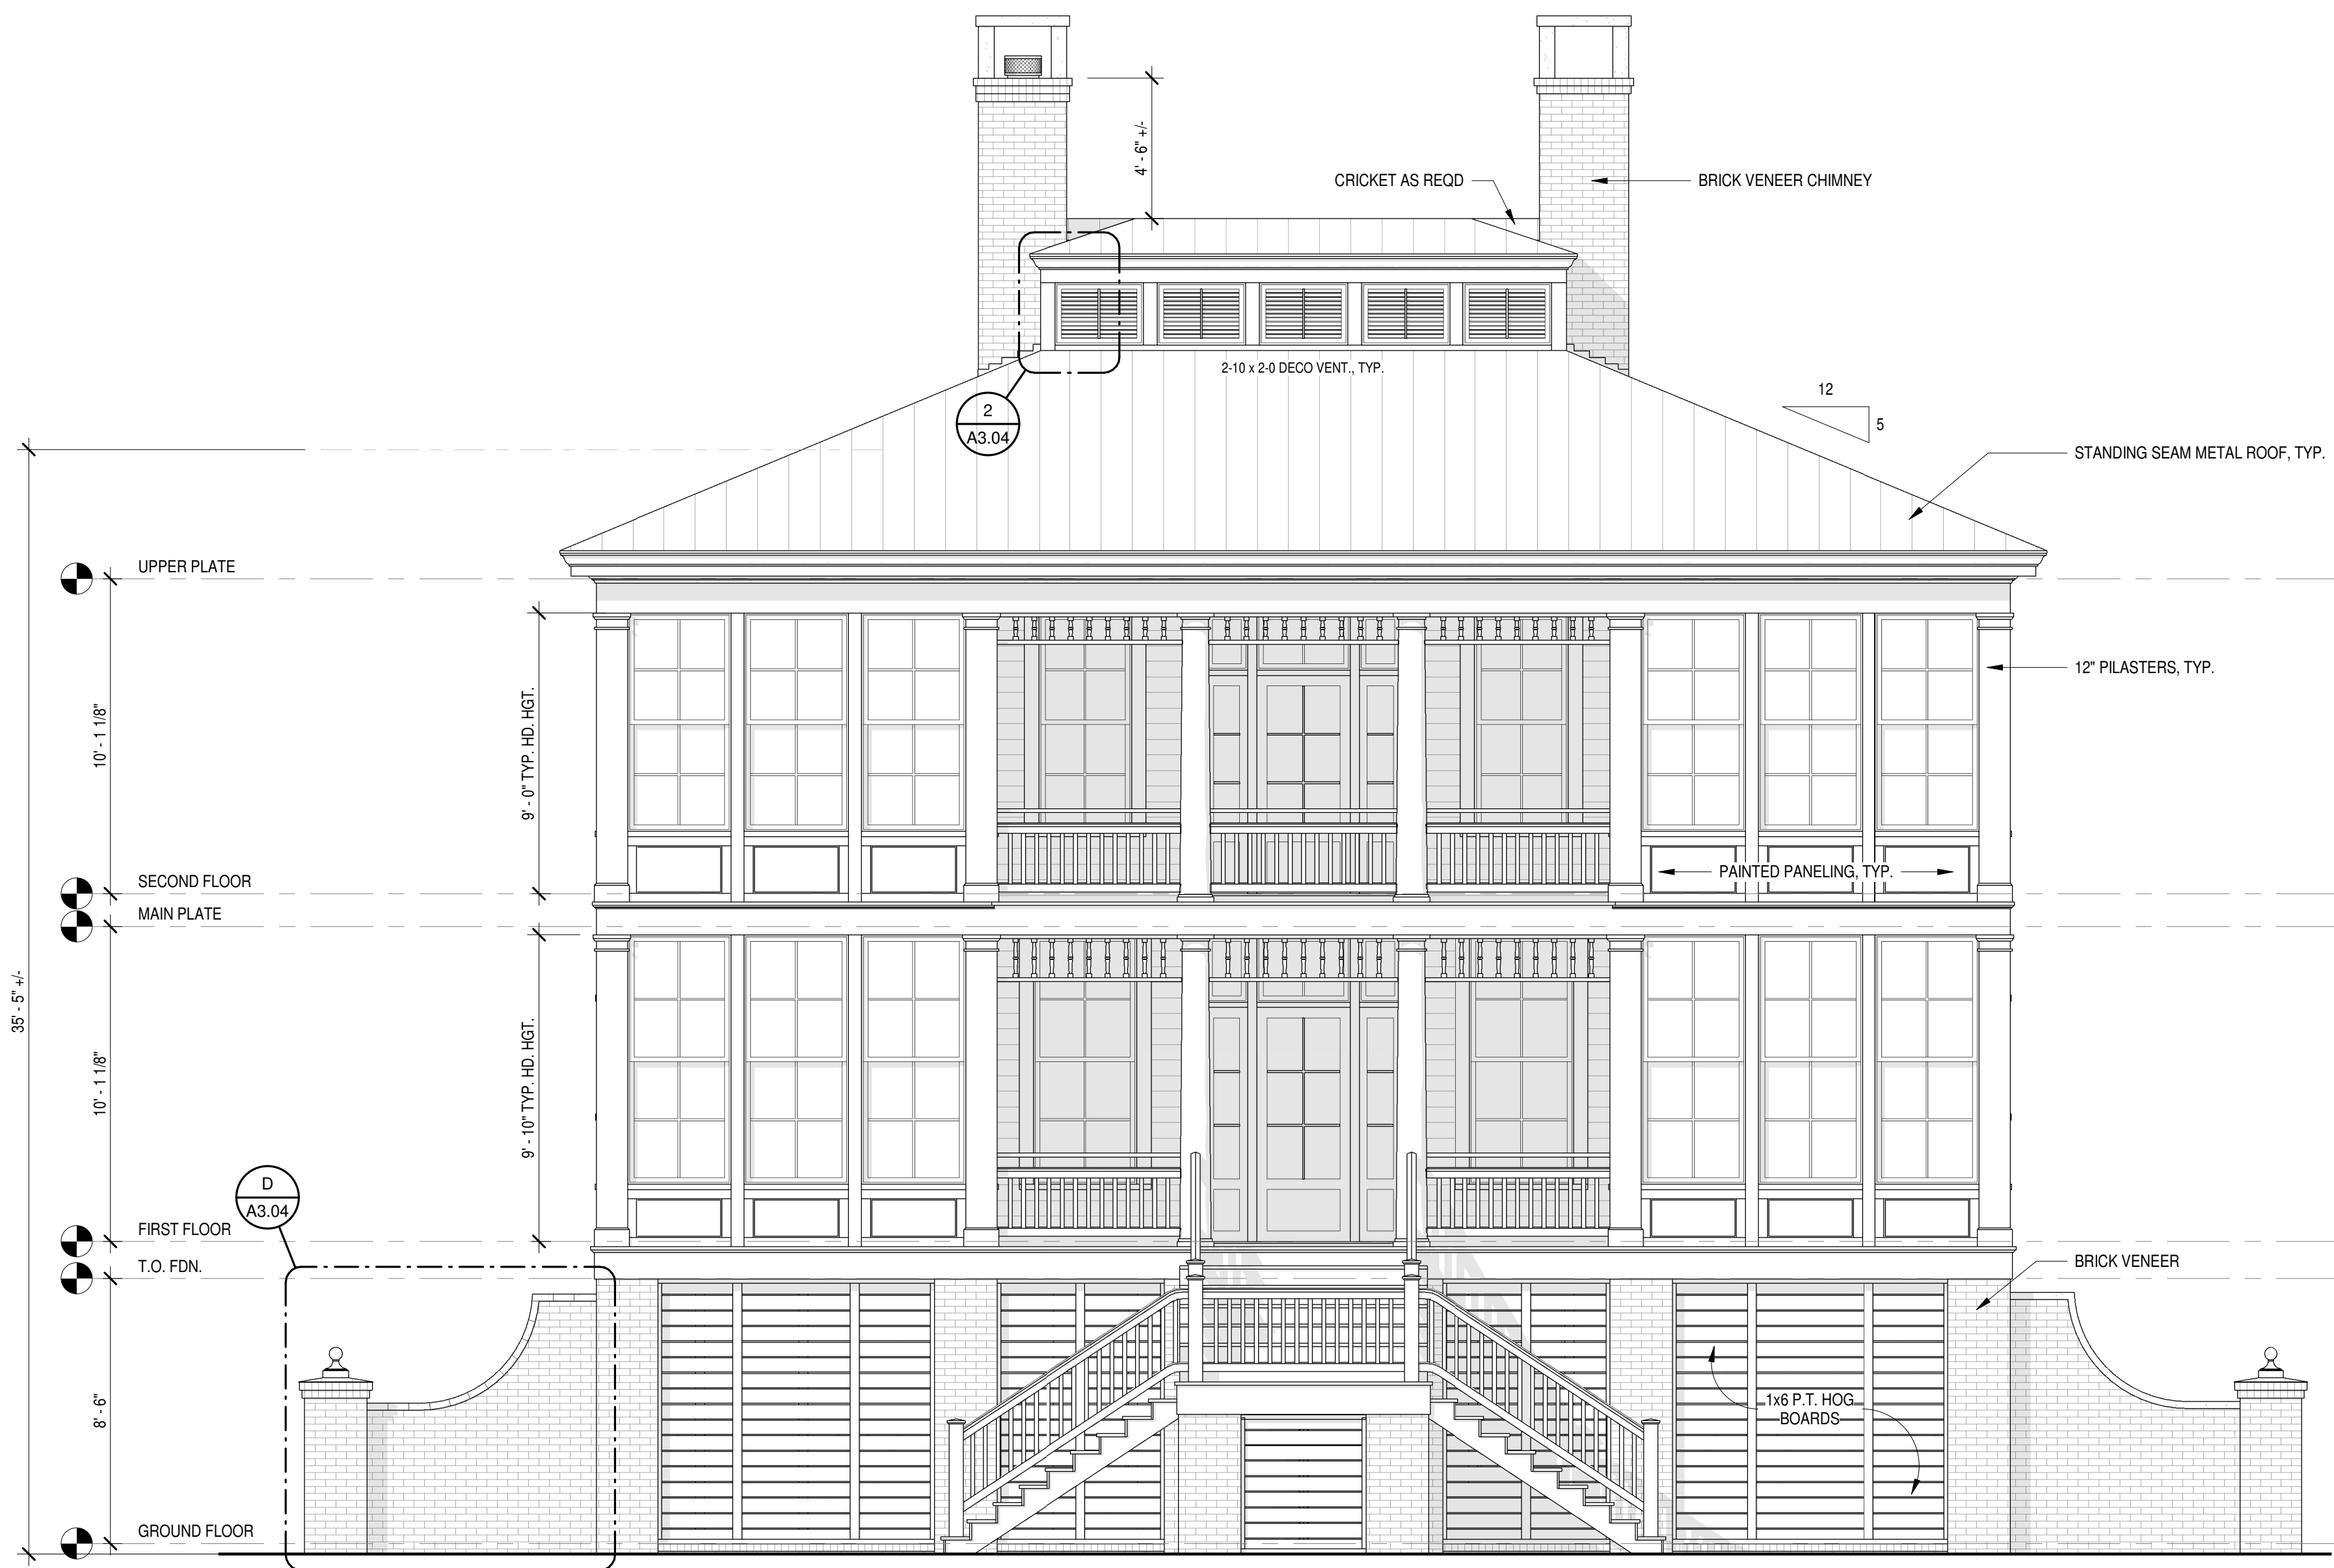 4' - 6" +/-
CRICKET AS REQD
BRICK VENEER CHIMNEY
2-10 x 2-0 DECO VENT., TYP.
12
5
2
A3.04
STANDING SEAM METAL ROOF, TYP.
UPPER PLATE
12" PILASTERS, TYP.
9' - 0" TYP. HD. HGT.
10' - 1 1/8"
PAINTED PANELING, TYP.
SECOND FLOOR
MAIN PLATE
35' - 5" +/-
10' - 1 1/8"
9' - 10" TYP. HD. HGT.
D
A3.04
FIRST FLOOR
T.O. FDN.
BRICK VENEER
8' - 6"
1x6 P.T. HOG
BOARDS
GROUND FLOOR